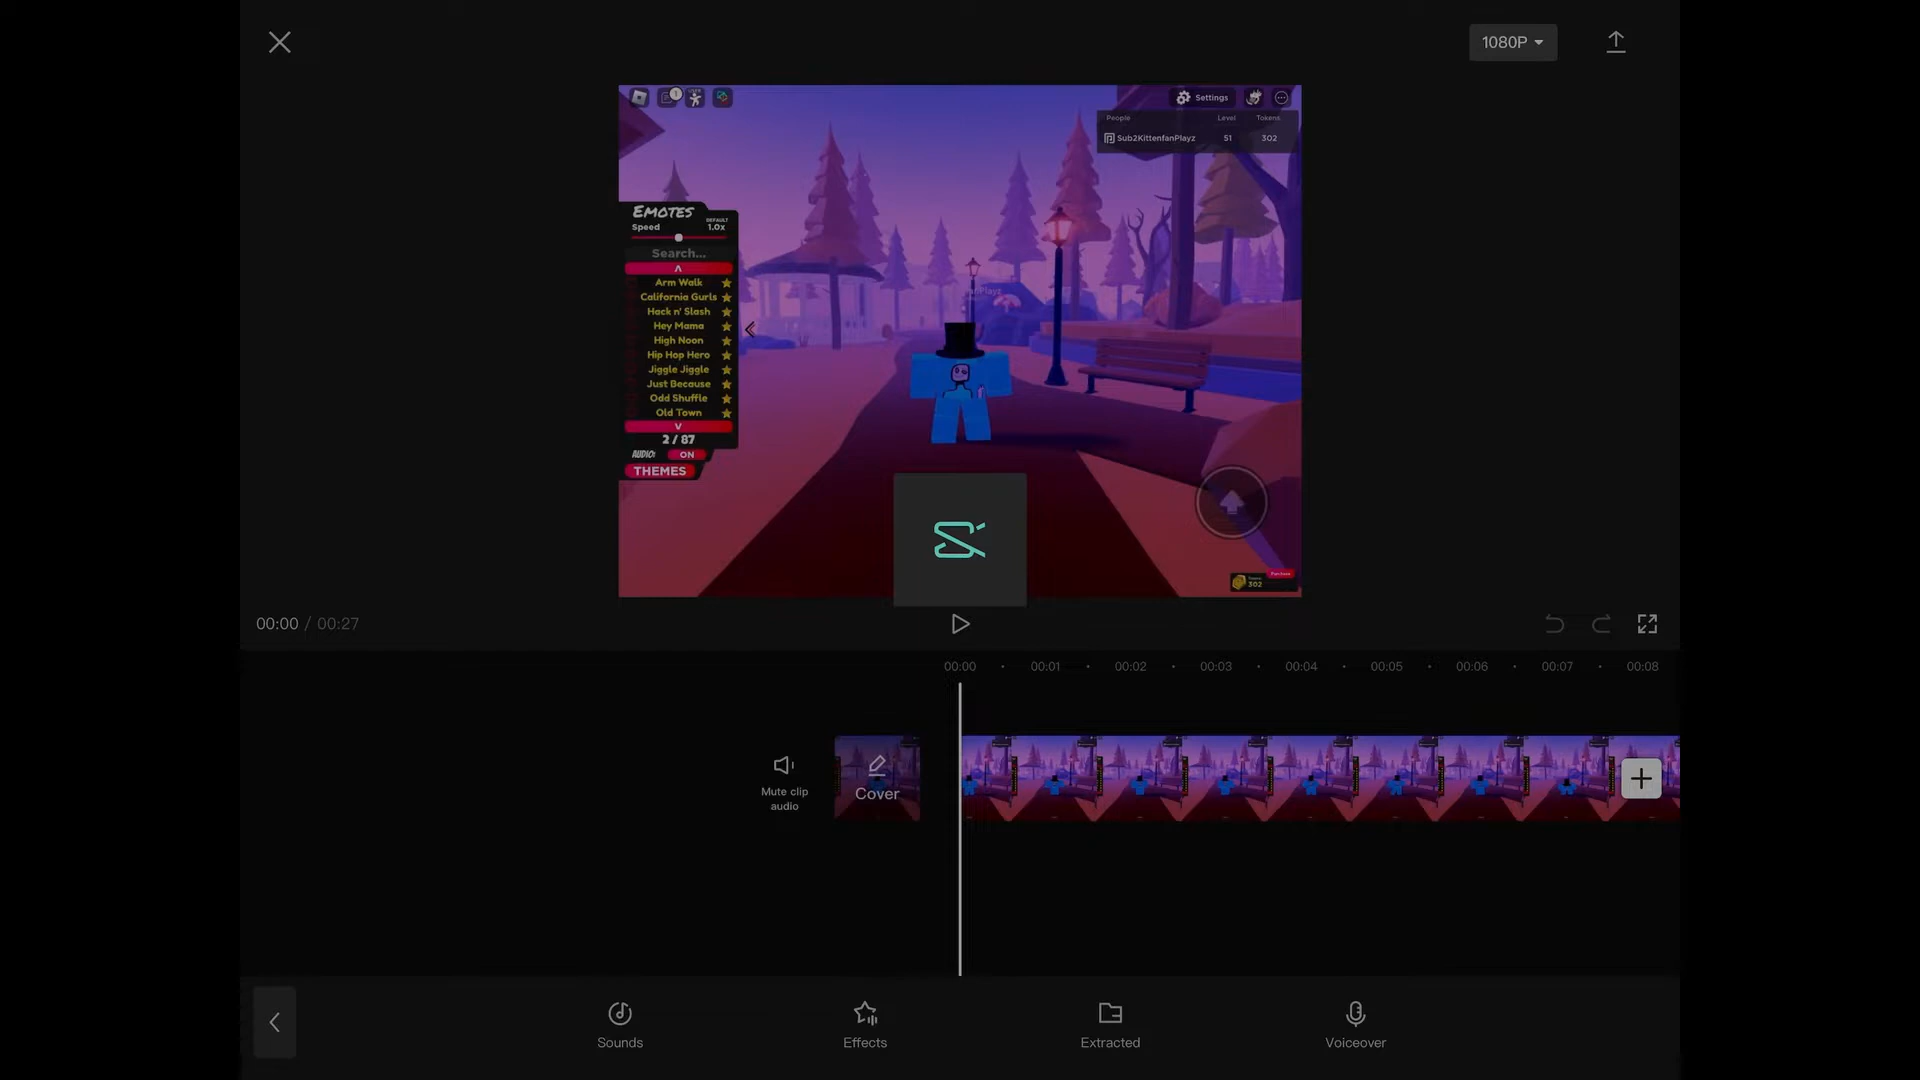 1080P
Settings
People Level Tokens
Sub2KittenfanPlayz 51 302
EMOTES
DEFAULT
Speed 1.0x
Search...
Arm Walk
California Gurls
Hack n' Slash
Hey Mama
High Noon
Hip Hop Hero
Jiggle Jiggle
Just Because
Odd Shuffle
Old Town
2 / 87
AUDIO: ON
THEMES
302
00:00 / 00:27
00:00 00:01 00:02 00:03 00:04 00:05 00:06 00:07 00:08
Mute clip
audio
Cover
Sounds Effects Extracted Voiceover